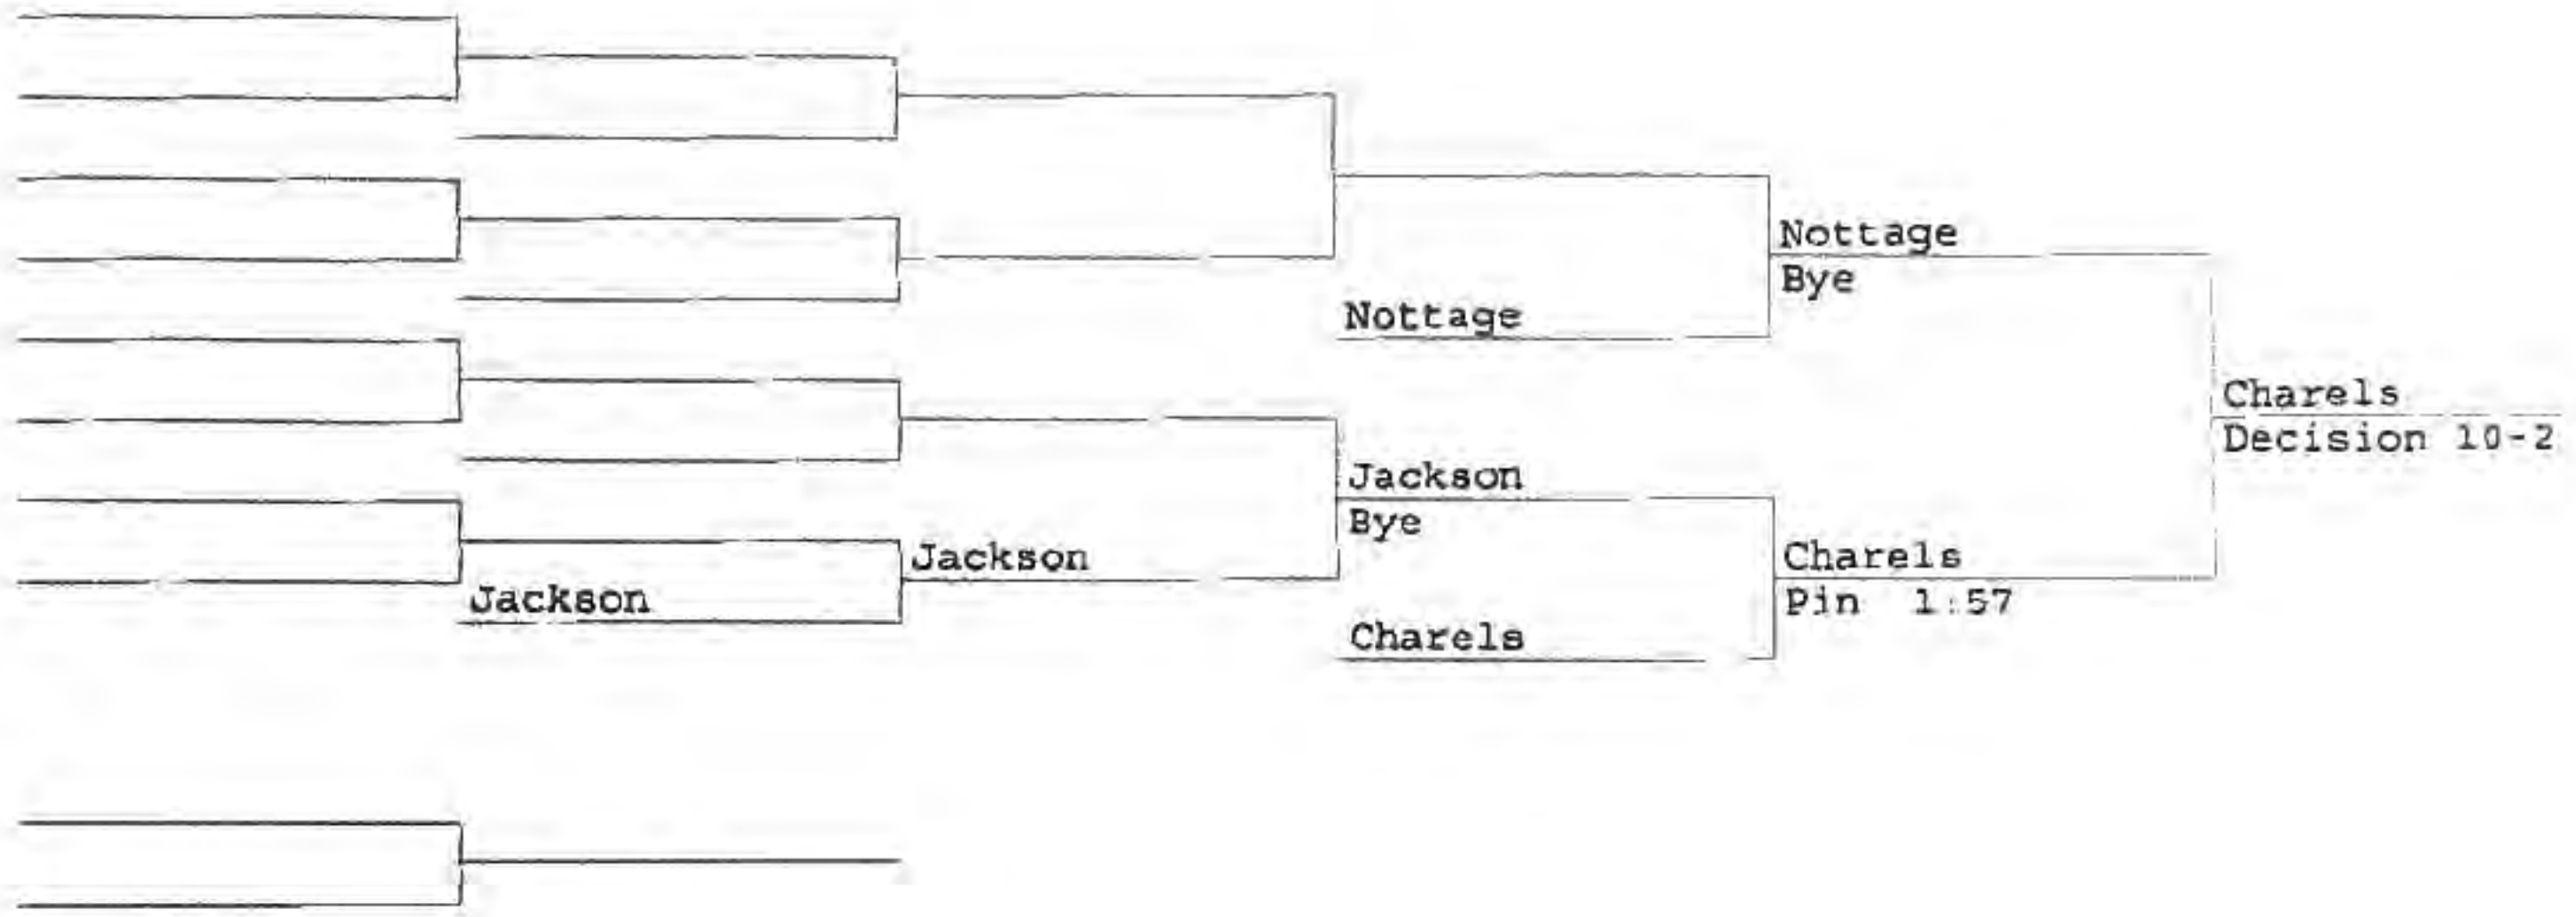 Nottage
Bye
Nottage
Charels
Decision 10-2
Jackson
Bye
Jackson
Charels
Pin 1:57
Jackson
Charels